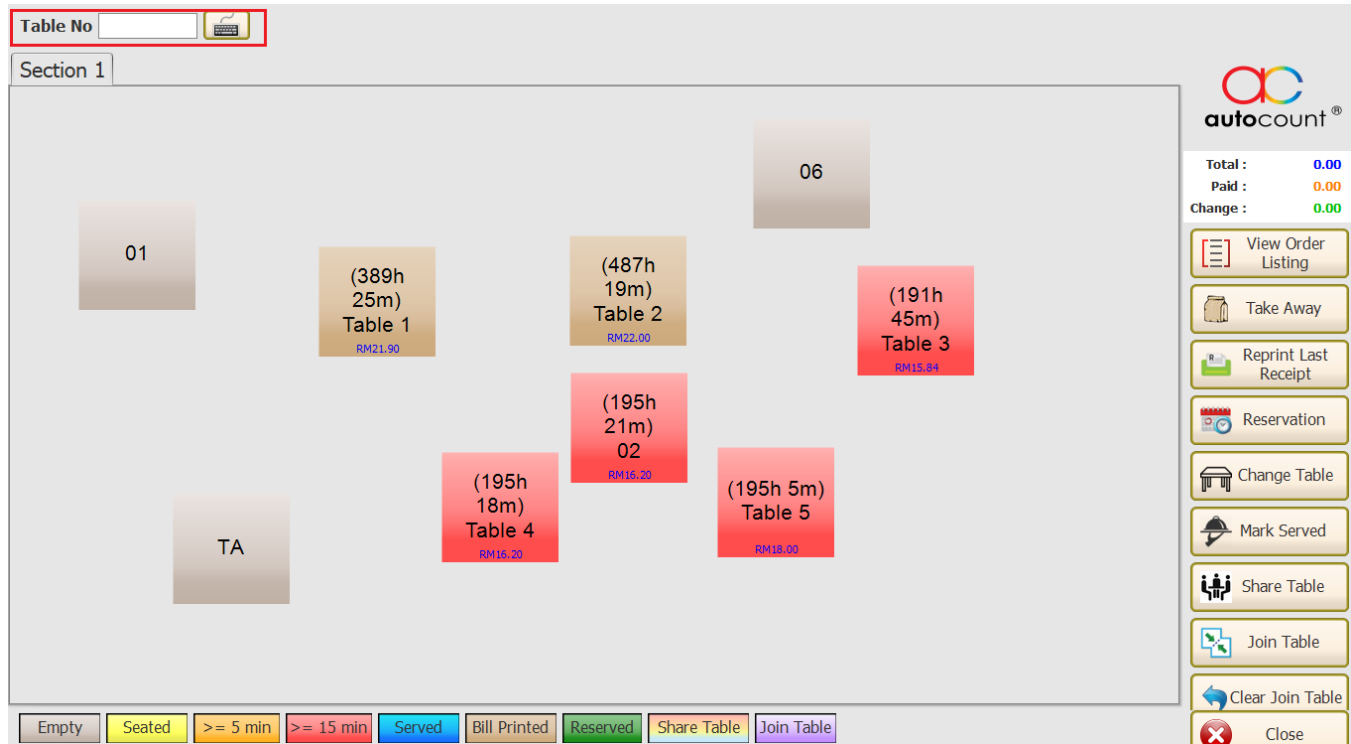 Table No
Section 1
autocount ®
Total : 0.00
Paid : 0.00
Change : 0.00
06
01
(389h
25m)
Table 1
RM21.90
(487h
19m)
Table 2
RM22.00
(191h
45m)
Table 3
RM15.84
(195h
21m)
02
RM16.20
(195h
18m)
Table 4
RM16.20
(195h 5m)
Table 5
RM18.00
TA
View Order
Listing
Take Away
Reprint Last
Receipt
Reservation
Change Table
Mark Served
Share Table
Join Table
Clear Join Table
Close
Empty
Seated
>= 5 min
>= 15 min
Served
Bill Printed
Reserved
Share Table
Join Table